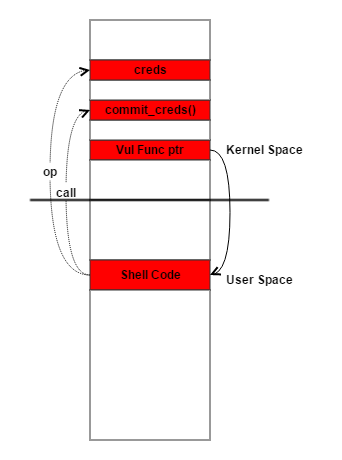 creds
commit_creds()
Vul Func ptr
Kernel Space
op
call
Shell Code
User Space